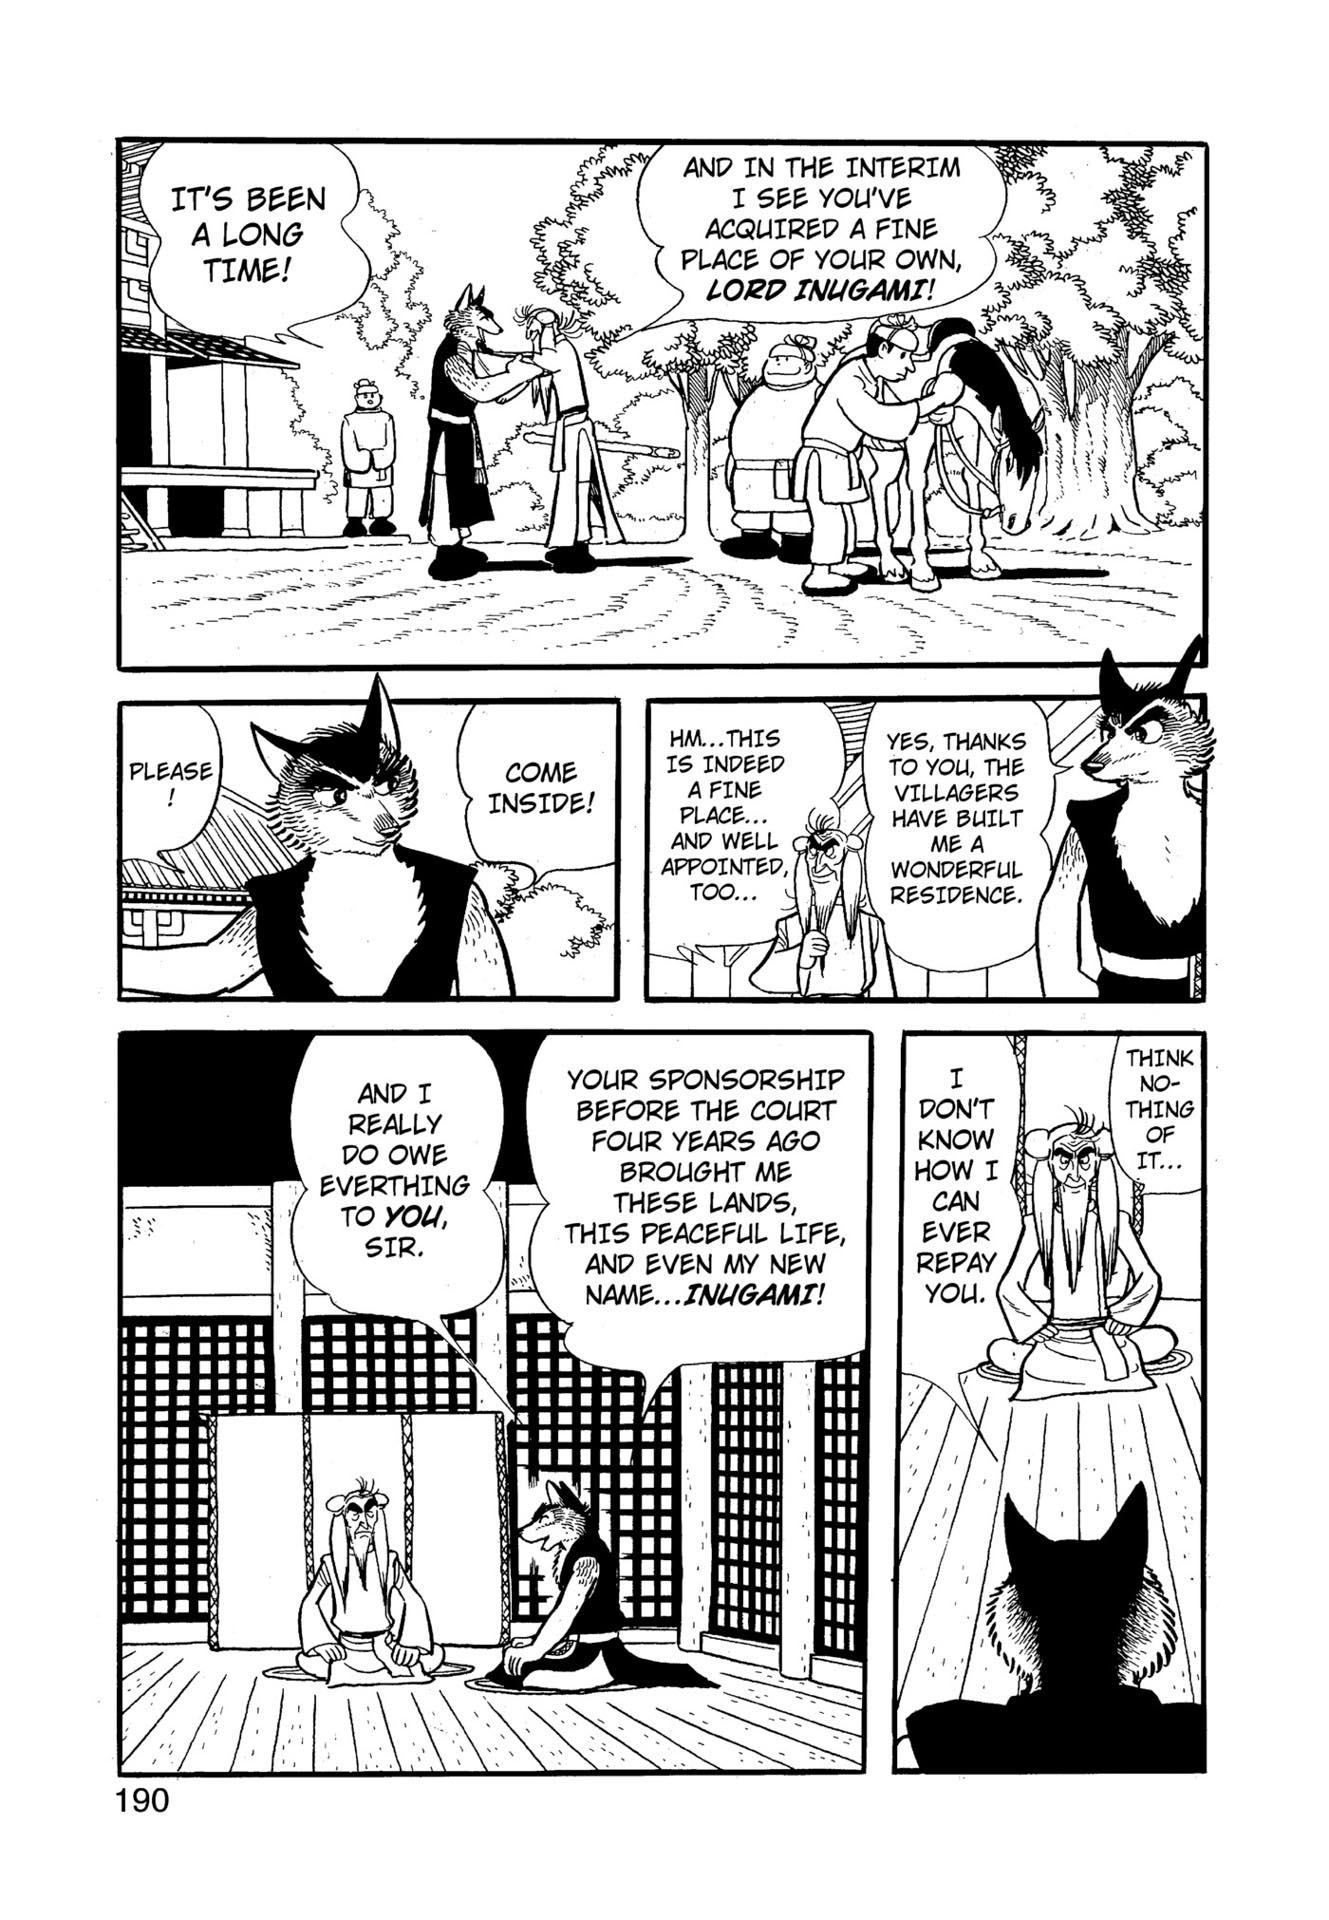 IT'S BEEN
A LONG
TIME!
AND IN THE INTERIM
I SEE YOU'VE
ACQUIRED A FINE
PLACE OF YOUR OWN,
LORD INUGAMI!
PLEASE
!
COME
INSIDE!
HM...THIS
IS INDEED
A FINE
PLACE...
AND WELL
APPOINTED,
TOO...
YES, THANKS
TO YOU, THE
VILLAGERS
HAVE BUILT
ME A
WONDERFUL
RESIDENCE.
AND I
REALLY
DO OWE
EVERTHING
TO YOU,
SIR.
YOUR SPONSORSHIP
BEFORE THE COURT
FOUR YEARS AGO
BROUGHT ME
THESE LANDS,
THIS PEACEFUL LIFE,
AND EVEN MY NEW
NAME...INUGAMI!
I
DON'T
KNOW
HOW I
CAN
EVER
REPAY
YOU.
THINK
NO-
THING
OF
IT...
190